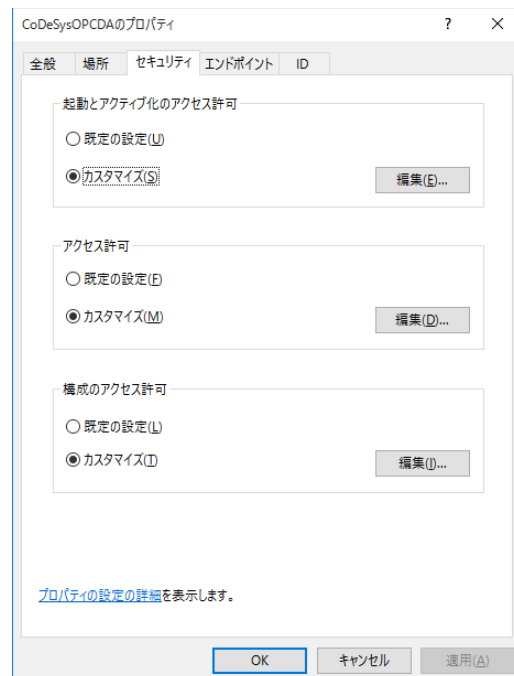 CoDeSysOPCDAのプロパティ ? ×
全般 場所 セキュリティ エンドポイント ID
起動とアクティブ化のアクセス許可
既定の設定(U)
カスタマイズ(S) 編集(E)...
アクセス許可
既定の設定(F)
カスタマイズ(M) 編集(D)...
構成のアクセス許可
既定の設定(L)
カスタマイズ(T) 編集(I)...
プロパティの設定の詳細を表示します。
OK キャンセル 適用(A)